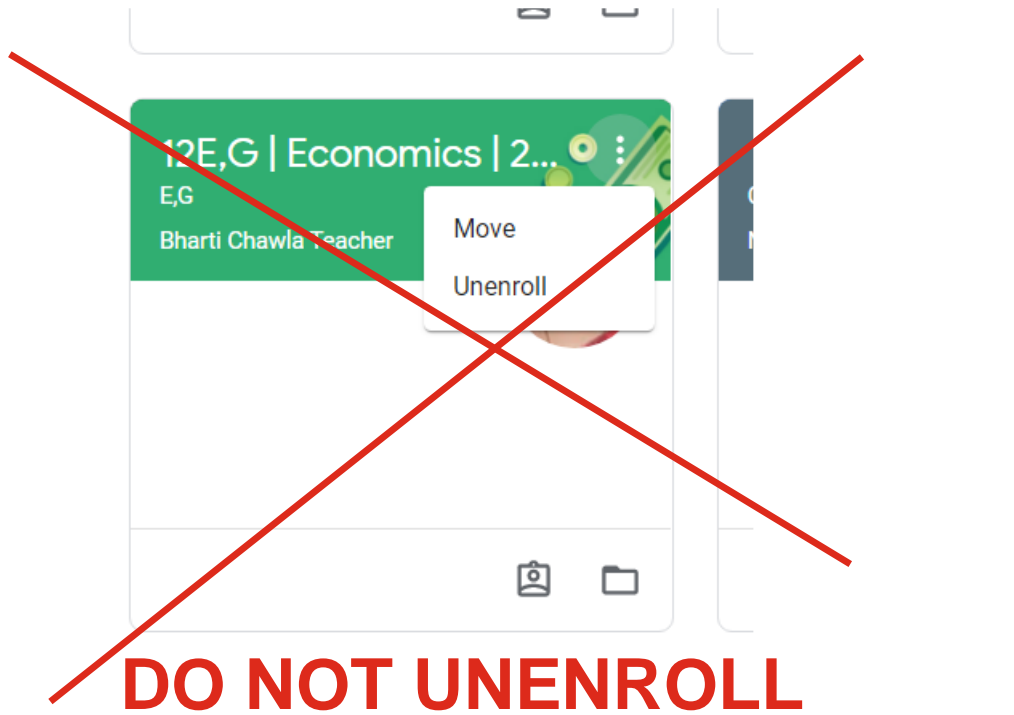 12E,G | Economics | 2...
E,G
Bharti Chawla Teacher
Move
Unenroll
DO NOT UNENROLL